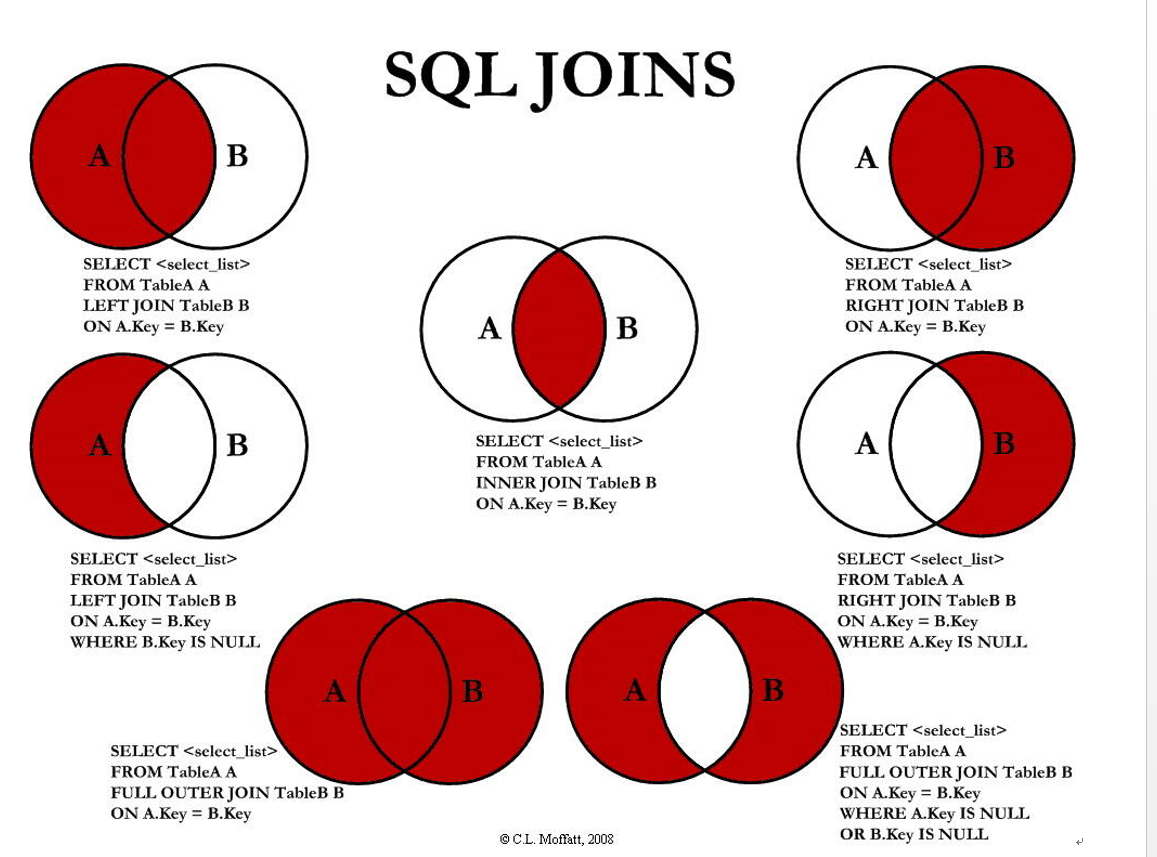 SQL JOINS
A
B
SELECT <select_list>
FROM TableA A
LEFT JOIN TableB B
ON A.Key = B.Key
A
B
SELECT <select_list>
FROM TableA A
RIGHT JOIN TableB B
ON A.Key = B.Key
A
B
SELECT <select_list>
FROM TableA A
INNER JOIN TableB B
ON A.Key = B.Key
A
B
SELECT <select_list>
FROM TableA A
LEFT JOIN TableB B
ON A.Key = B.Key
WHERE B.Key IS NULL
A
B
SELECT <select_list>
FROM TableA A
RIGHT JOIN TableB B
ON A.Key = B.Key
WHERE A.Key IS NULL
A
B
SELECT <select_list>
FROM TableA A
FULL OUTER JOIN TableB B
ON A.Key = B.Key
A
B
SELECT <select_list>
FROM TableA A
FULL OUTER JOIN TableB B
ON A.Key = B.Key
WHERE A.Key IS NULL
OR B.Key IS NULL
© C.L. Moffatt, 2008